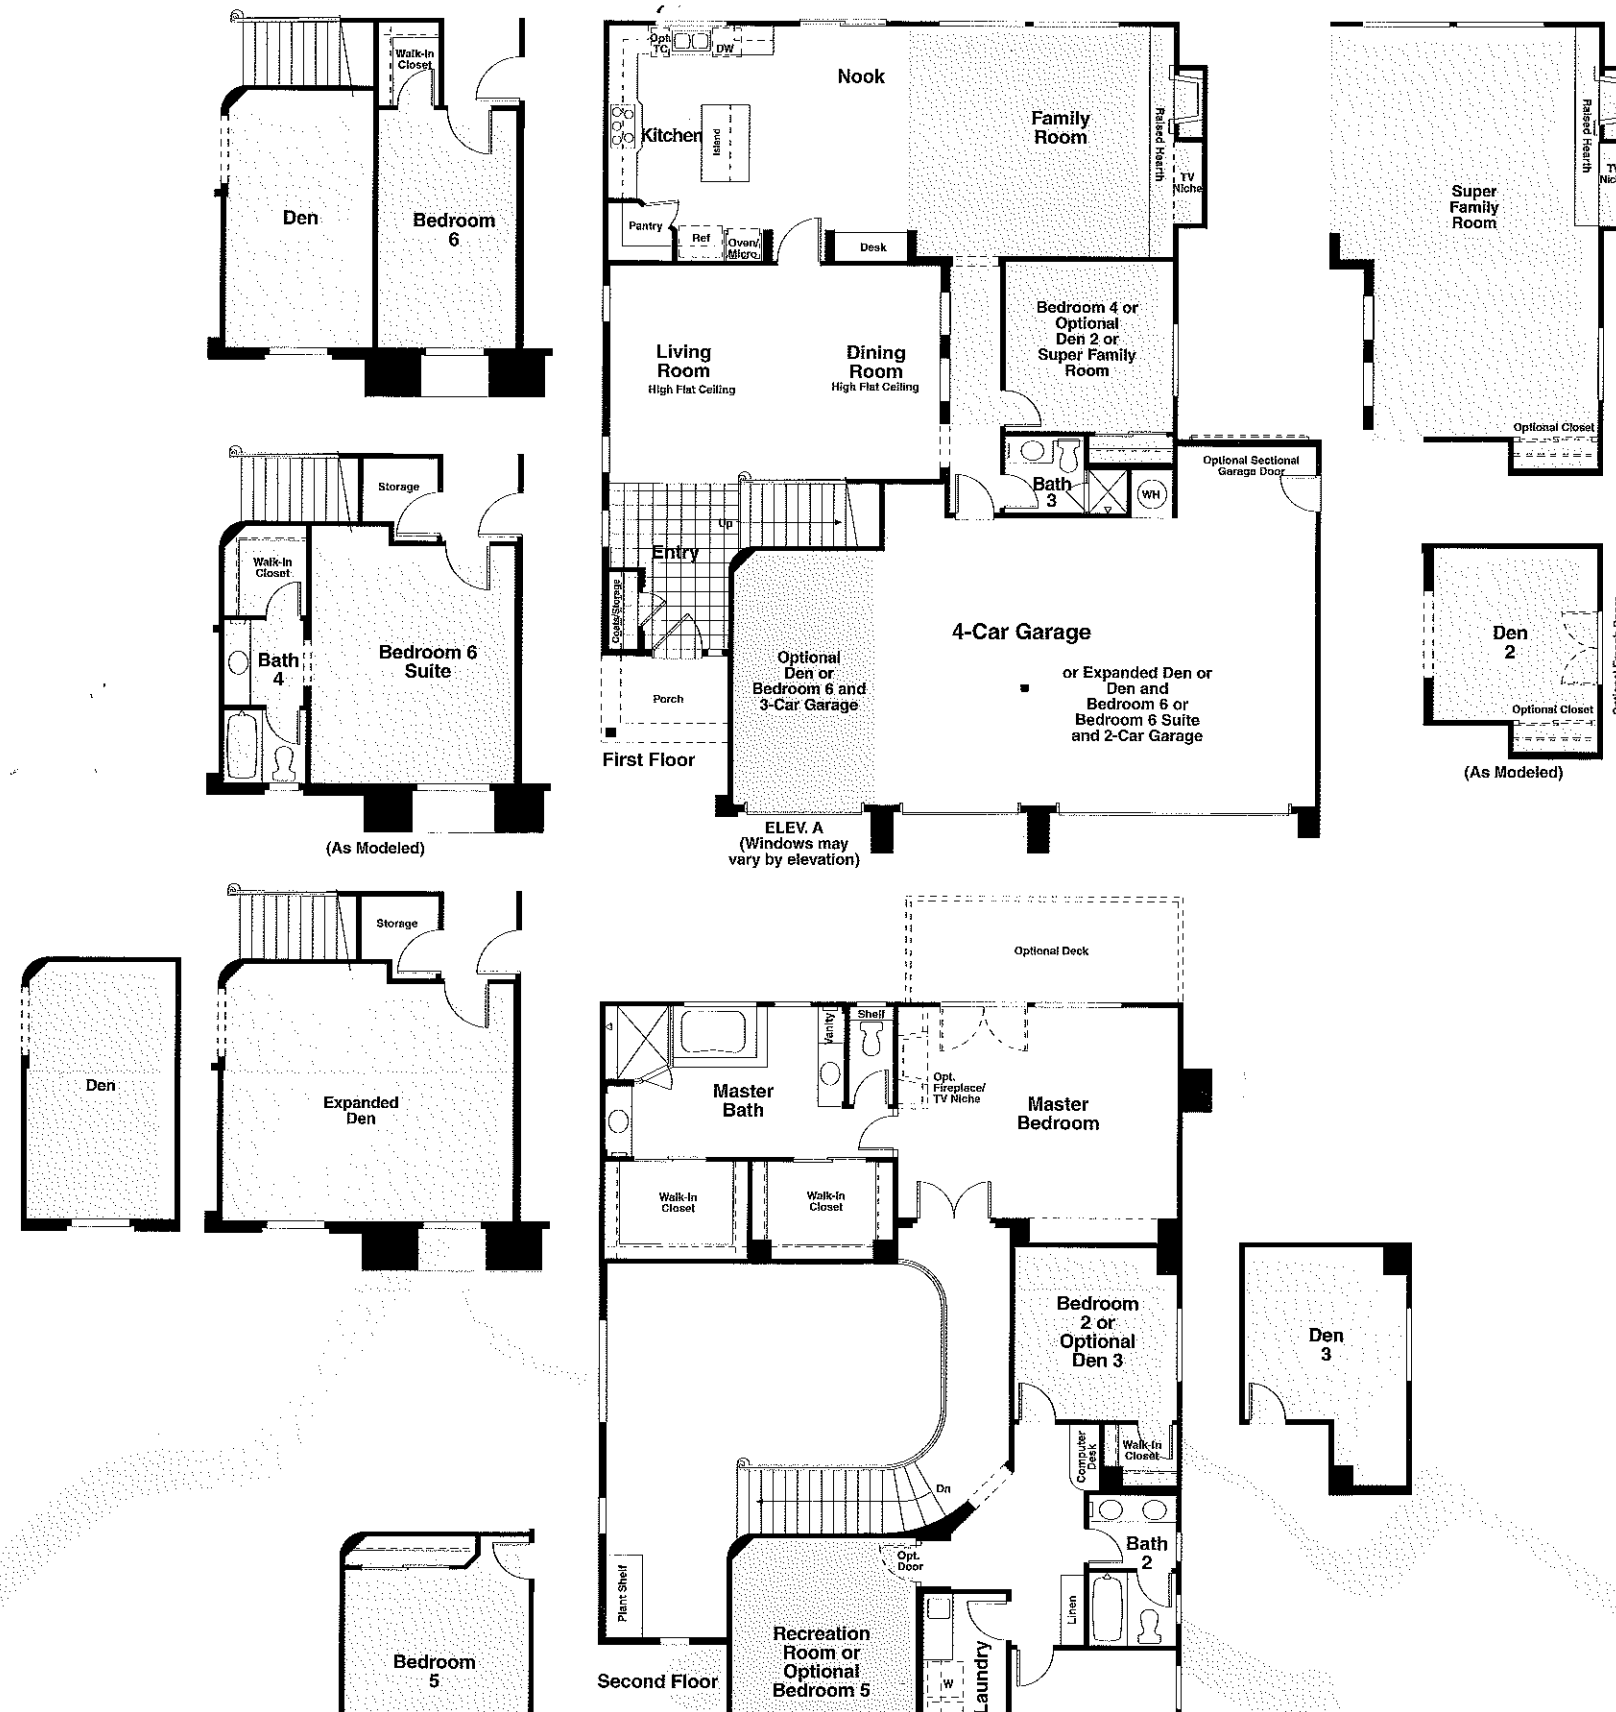 Walk-In
Closet
Den
Bedroom
6
Opt.
TC
DW
Nook
Kitchen
Island
Family
Room
Raised Hearth
TV
Niche
Pantry
Ref
Oven/
Micro
Desk
Living
Room
High Flat Ceiling
Dining
Room
High Flat Ceiling
Bedroom 4 or
Optional
Den 2 or
Super Family
Room
Raised Hearth
Super
Family
Room
Optional Closet
Storage
Walk-In
Closet
Bath
4
Bedroom 6
Suite
(As Modeled)
Up
Entry
Coats/Storage
Porch
First Floor
Bath
3
WH
Optional Sectional
Garage Door
4-Car Garage
Optional
Den or
Bedroom 6 and
3-Car Garage
or Expanded Den or
Den and
Bedroom 6 or
Bedroom 6 Suite
and 2-Car Garage
ELEV. A
(Windows may
vary by elevation)
Den
2
Optional Closet
(As Modeled)
Storage
Den
Expanded
Den
Optional Deck
Vanity
Shelf
Master
Bath
Opt.
Fireplace/
TV Niche
Master
Bedroom
Walk-In
Closet
Walk-In
Closet
Bedroom
2 or
Optional
Den 3
Den
3
Computer
Desk
Walk-In
Closet
Dn
Bath
2
Opt.
Door
Linen
Plant Shelf
Recreation
Room or
Optional
Bedroom 5
W
Laundry
Second Floor
Bedroom
5